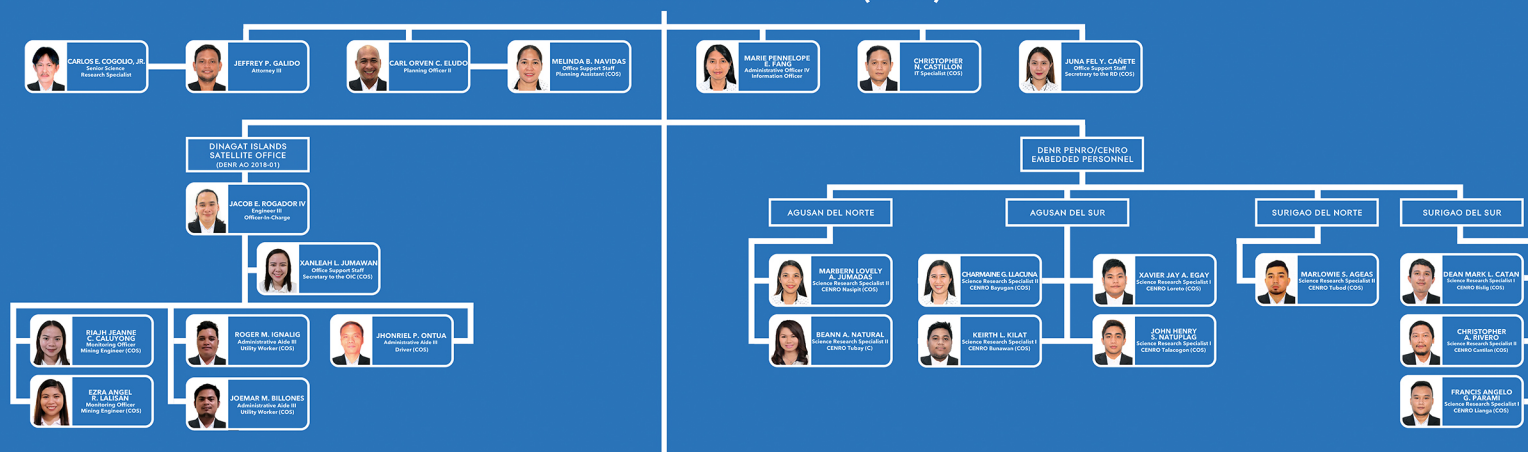 CARLOS E. COGOLIO, JR.
Senior Science
Research Specialist
JEFFREY P. GALIDO
Attorney III
CARL ORVEN C. ELUDO
Planning Officer II
MELINDA B. NAVIDAS
Office Support Staff
Planning Assistant (COS)
MARIE PENNELOPE
E. FANG
Administrative Officer IV
Information Officer
CHRISTOPHER
N. CASTILLON
IT Specialist (COS)
JUNA FEL Y. CAÑETE
Office Support Staff
Secretrary to the RD (COS)
DINAGAT ISLANDS
SATELLITE OFFICE
(DENR AO 2018-01)
DENR PENRO/CENRO
EMBEDDED PERSONNEL
JACOB E. ROGADOR IV
Engineer III
Officer-In-Charge
XANLEAH L. JUMAWAN
Office Support Staff
Secretary to the OIC (COS)
RIAJH JEANNE
C. CALUYONG
Monitoring Officer
Mining Engineer (COS)
ROGER M. IGNALIG
Administrative Aide III
Utility Worker (COS)
JHONRIEL P. ONTUA
Administrative Aide III
Driver (COS)
EZRA ANGEL
R. LALISAN
Monitoring Officer
Mining Engineer (COS)
JOEMAR M. BILLONES
Administrative Aide III
Utility Worker (COS)
AGUSAN DEL NORTE
AGUSAN DEL SUR
SURIGAO DEL NORTE
SURIGAO DEL SUR
MARBERN LOVELY
A. JUMADAS
Science Research Specialist II
CENRO Nasipit (COS)
CHARMAINE G. LLACUNA
Science Research Specialist II
CENRO Bayugan (COS)
XAVIER JAY A. EGAY
Science Research Specialist I
CENRO Loreto (COS)
MARLOWIE S. AGEAS
Science Research Specialist II
CENRO Tubod (COS)
DEAN MARK L. CATAN
Science Research Specialist I
CENRO Bislig (COS)
BEANN A. NATURAL
Science Research Specialist II
CENRO Tubay (C)
KEIRTH L. KILAT
Science Research Specialist I
CENRO Bunawan (COS)
JOHN HENRY
S. NATUPLAG
Science Research Specialist I
CENRO Talacogon (COS)
CHRISTOPHER
A. RIVERO
Science Research Specialist II
CENRO Cantilan (COS)
FRANCIS ANGELO
G. PARAMI
Science Research Specialist I
CENRO Lianga (COS)